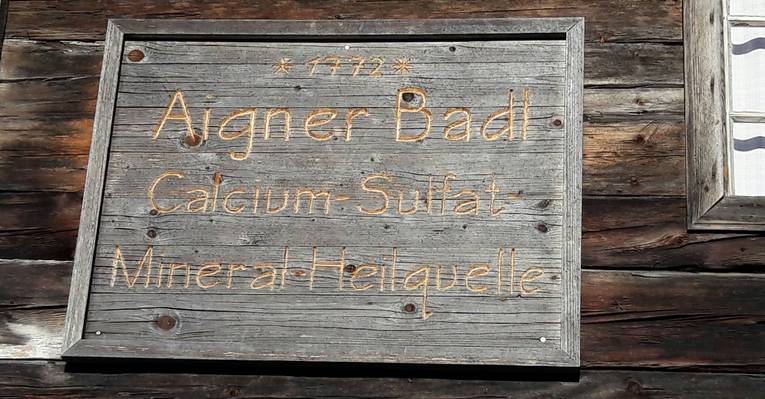 * 1772 *
Aigner Badl
Calcium-Sulfat-
Mineral-Heilquelle